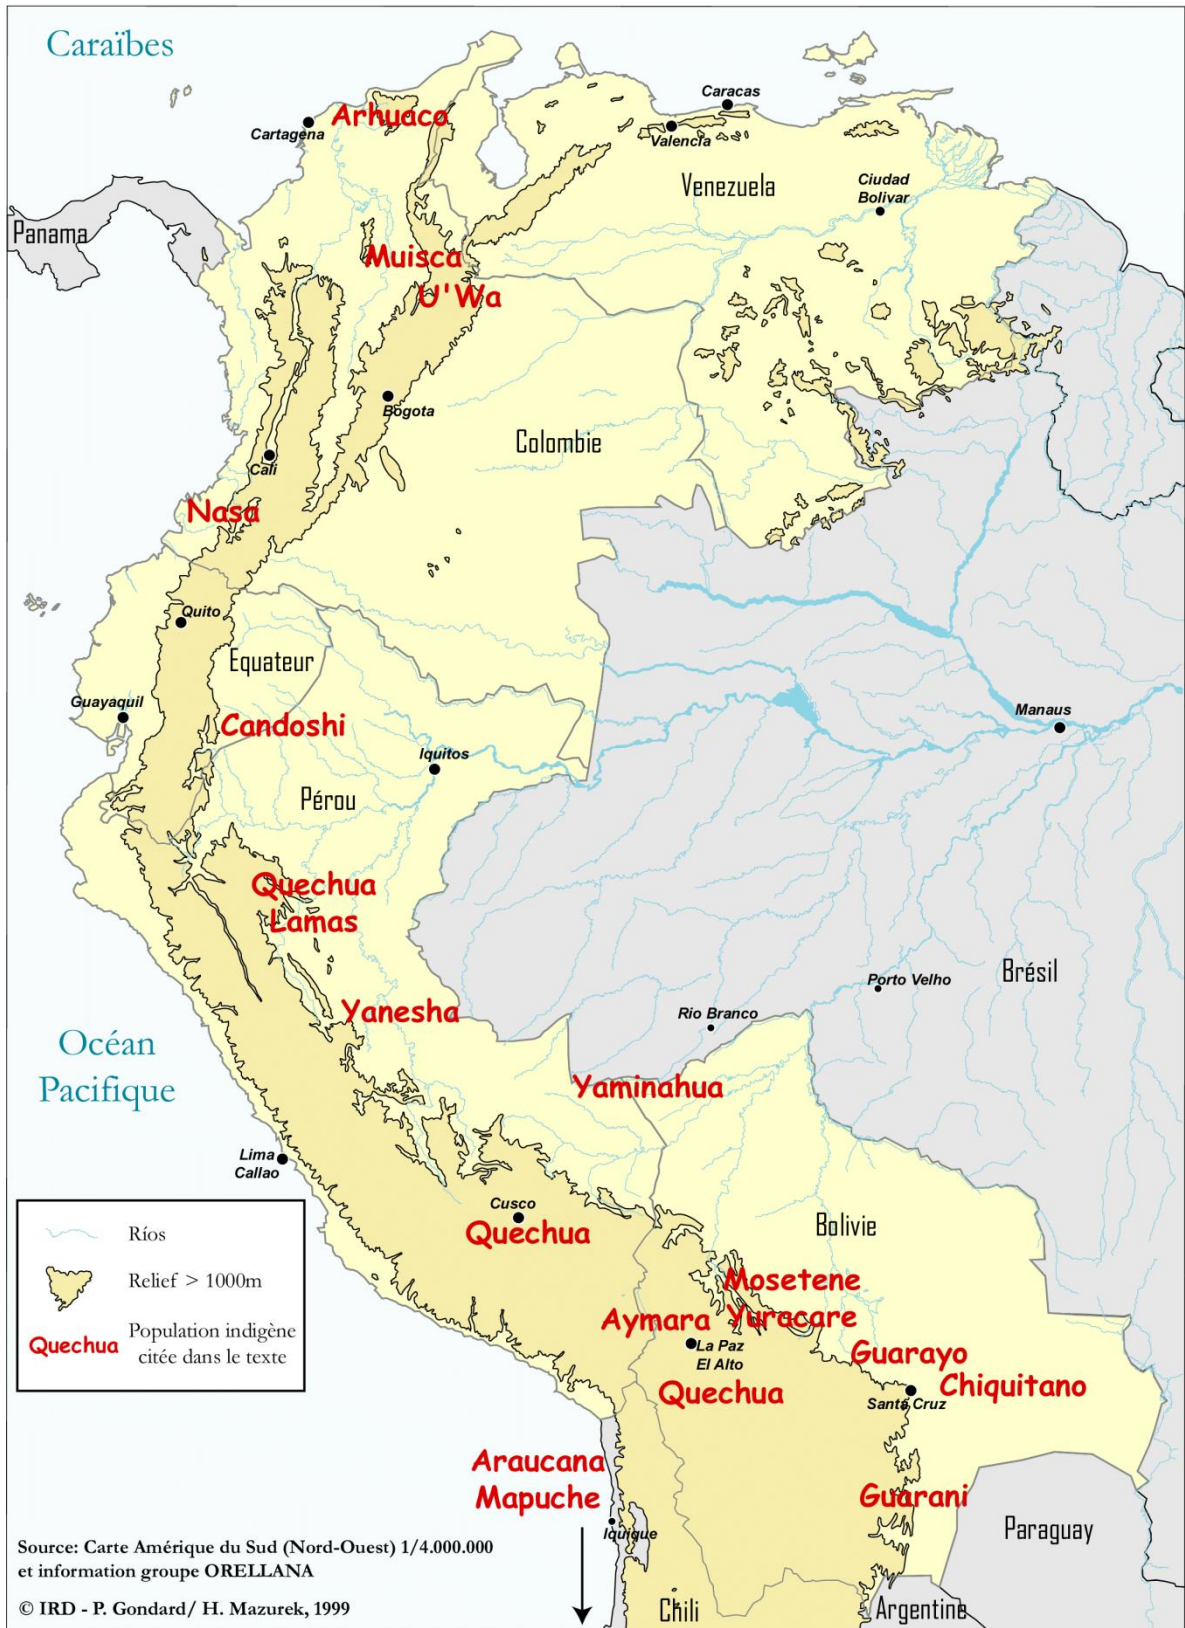 Caraïbes
Caracas
Arhuaco
Cartagena
Valencia
Venezuela
Ciudad
Bolivar
Panama
Muisca
U'Wa
Bogota
Colombie
Cali
Nasa
Quito
Equateur
Guayaquil
Candoshi
Manaus
Iquitos
Pérou
Quechua
Lamas
Porto Velho
Brésil
Yanesha
Rio Branco
Océan
Pacifique
Yaminahua
Lima
Callao
Cusco
Quechua
Bolivie
Ríos
Relief > 1000m
Quechua
Population indigène
citée dans le texte
Mosetene
Yuracare
Aymara
La Paz
El Alto
Guarayo
Quechua
Chiquitano
Santa Cruz
Araucana
Mapuche
Guarani
Iquique
Paraguay
Source: Carte Amérique du Sud (Nord-Ouest) 1/4.000.000
et information groupe ORELLANA
© IRD - P. Gondard/ H. Mazurek, 1999
Chili
Argentine